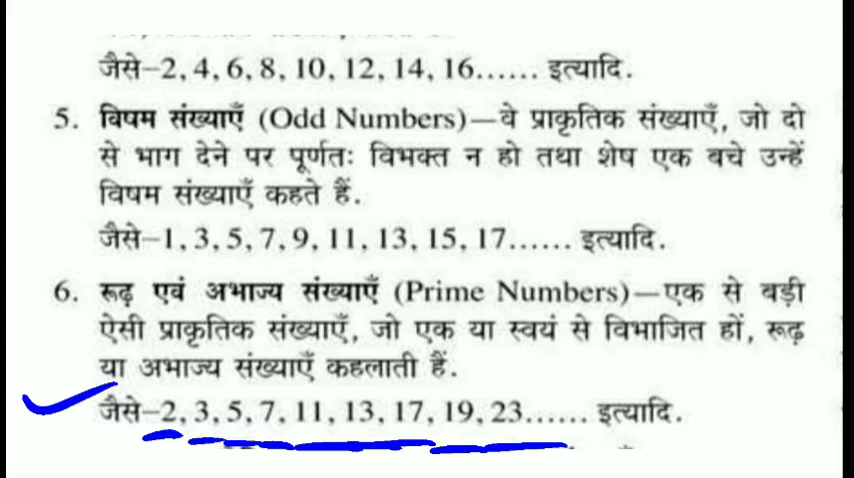 जैसे–2, 4, 6, 8, 10, 12, 14, 16...... इत्यादि.
5. विषम संख्याएँ (Odd Numbers)—वे प्राकृतिक संख्याएँ, जो दो
से भाग देने पर पूर्णतः विभक्त न हो तथा शेष एक बचे उन्हें
विषम संख्याएँ कहते हैं.
जैसे–1, 3, 5, 7, 9, 11, 13, 15, 17...... इत्यादि.
6. रूढ़ एवं अभाज्य संख्याएँ (Prime Numbers)—एक से बड़ी
ऐसी प्राकृतिक संख्याएँ, जो एक या स्वयं से विभाजित हों, रूढ़
या अभाज्य संख्याएँ कहलाती हैं.
जैसे–2, 3, 5, 7, 11, 13, 17, 19, 23...... इत्यादि.